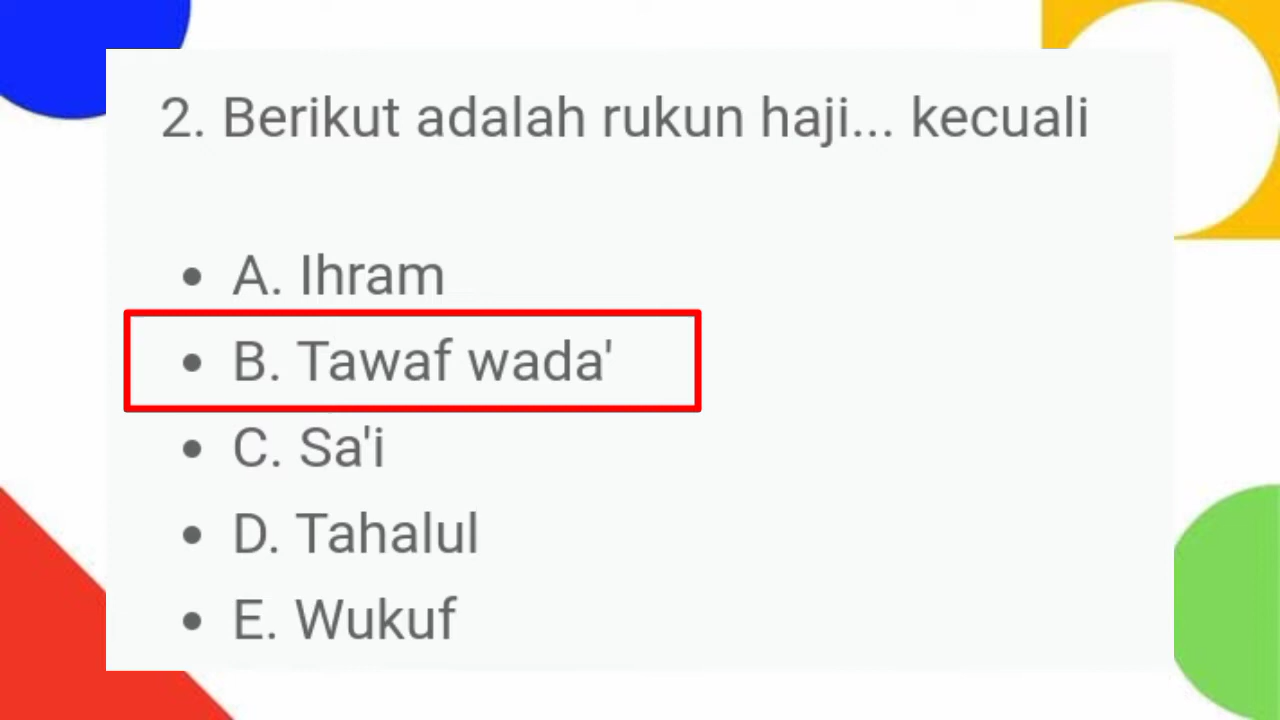 2. Berikut adalah rukun haji... kecuali
• A. Ihram
• B. Tawaf wada'
• C. Sa'i
• D. Tahalul
• E. Wukuf